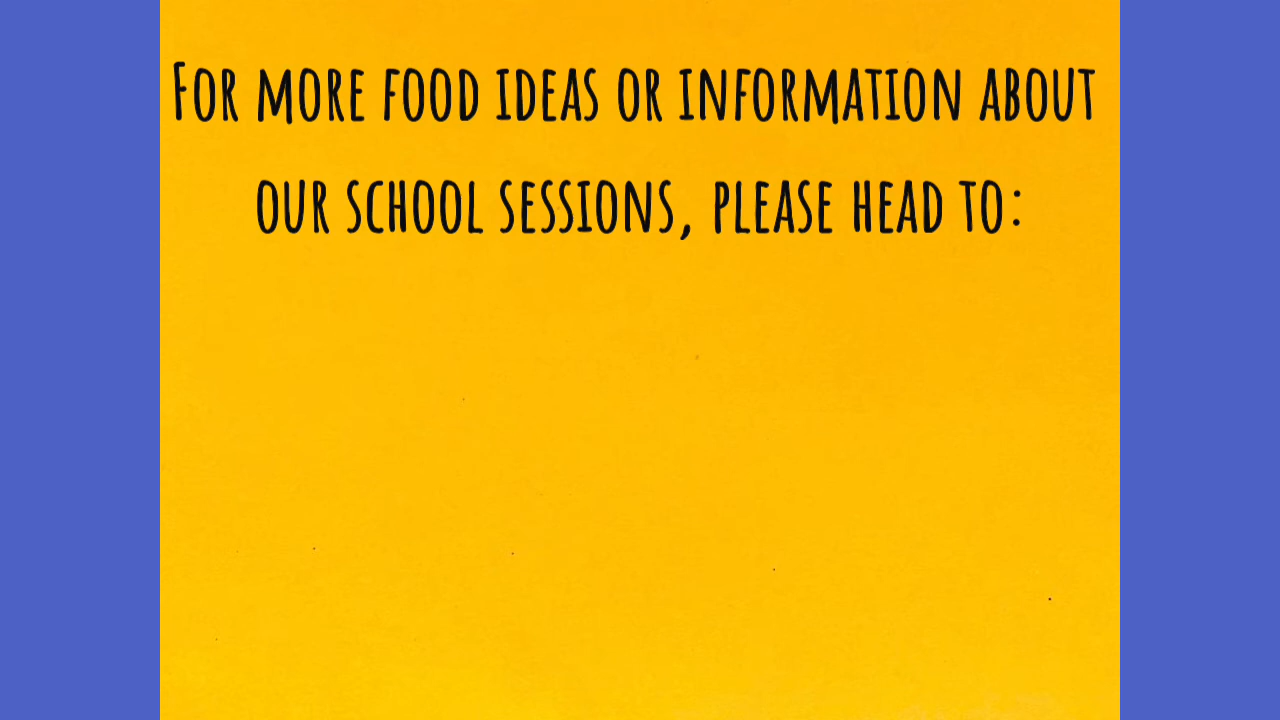 For more food ideas or information about
our school sessions, please head to: